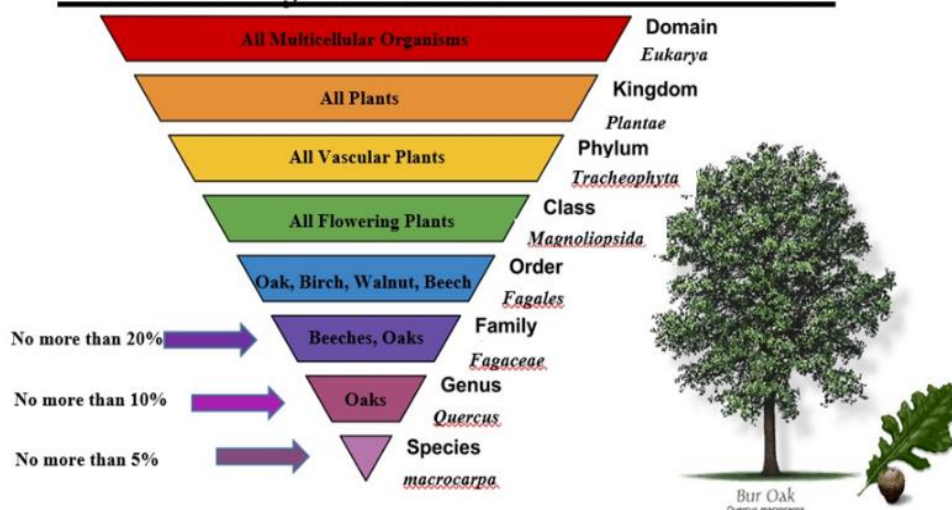 All Multicellular Organisms
Domain
Eukarya
All Plants
Kingdom
Plantae
All Vascular Plants
Phylum
Tracheophyta
All Flowering Plants
Class
Magnoliopsida
Oak, Birch, Walnut, Beech
Order
Fagales
No more than 20%
Beeches, Oaks
Family
Fagaceae
No more than 10%
Oaks
Genus
Quercus
No more than 5%
Species
macrocarpa
Bur Oak